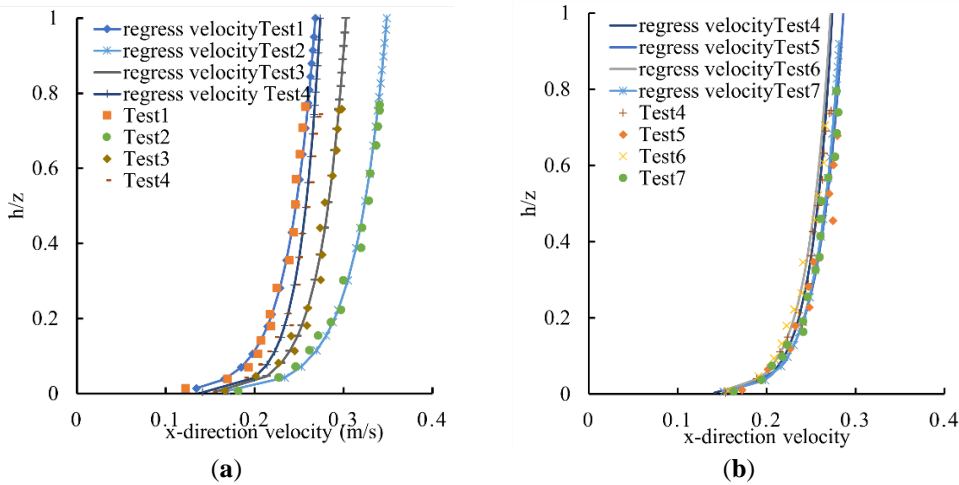 1
regress velocityTest1
regress velocityTest2
regress velocityTest3
regress velocity Test4
Test1
Test2
Test3
Test4
0.8
0.6
0.4
0.2
0
h/z
0 0.1 0.2 0.3 0.4
x-direction velocity (m/s)
(a)
1
regress velocityTest4
regress velocityTest5
regress velocityTest6
regress velocityTest7
Test4
Test5
Test6
Test7
0.8
0.6
0.4
0.2
0
h/z
0 0.1 0.2 0.3 0.4
x-direction velocity
(b)